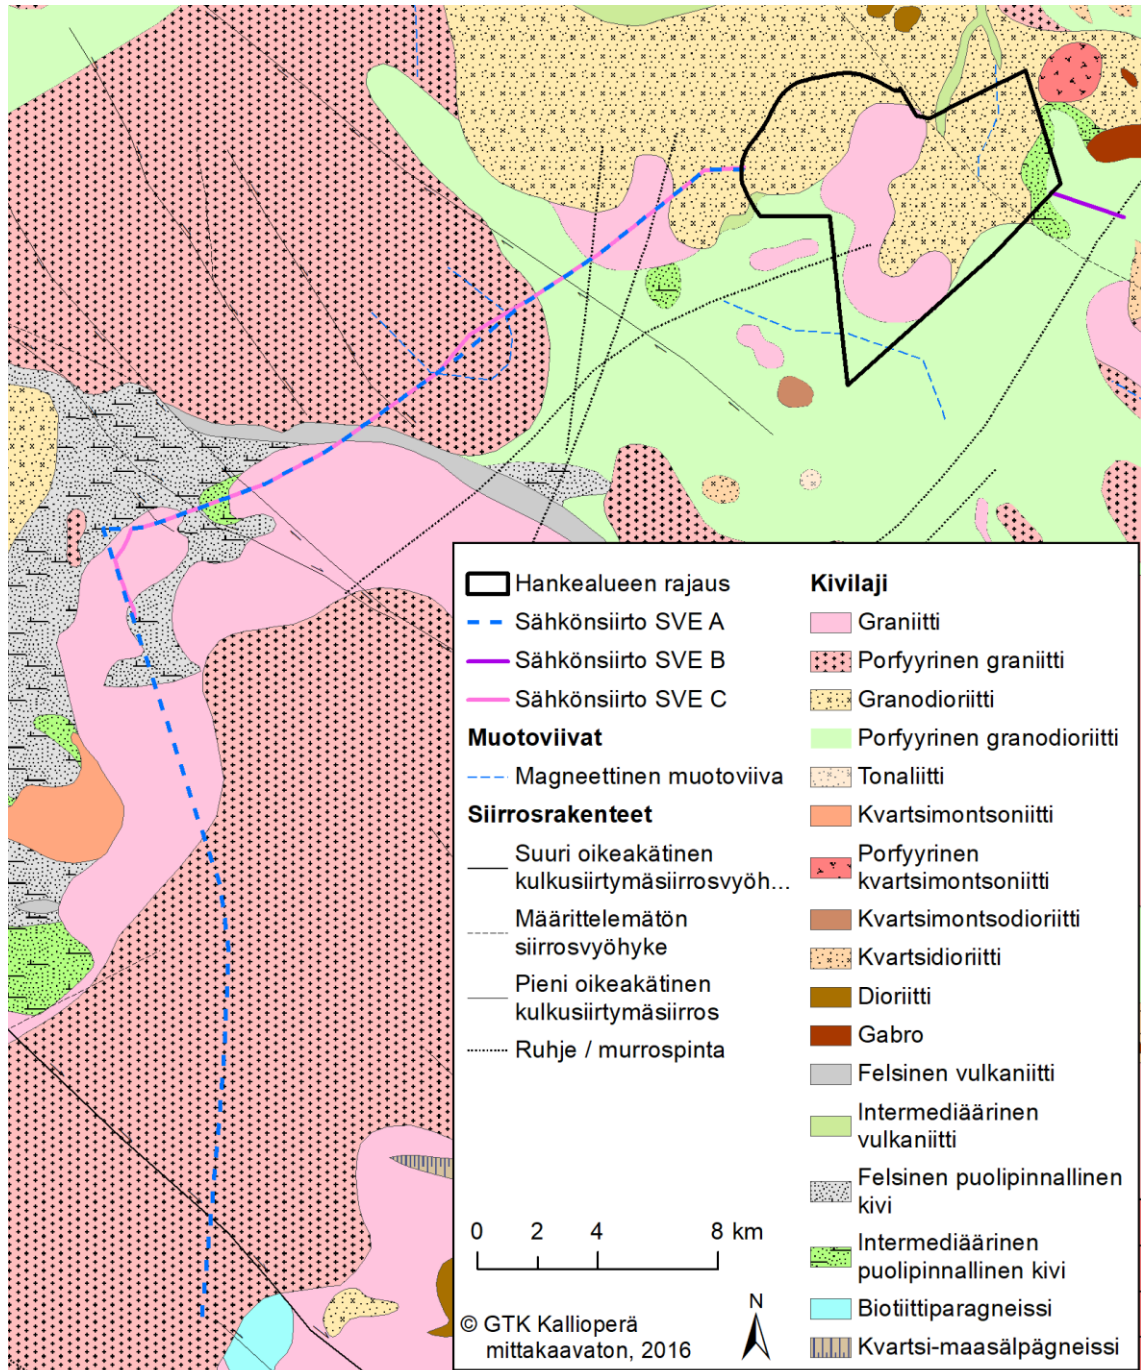 Hankealueen rajaus
Sähkönsiirto SVE A
Sähkönsiirto SVE B
Sähkönsiirto SVE C
Muotoviivat
Magneettinen muotoviiva
Siirrosrakenteet
Suuri oikeakätinen
kulkusiirtymäsiirrosvyöh...
Määrittelemätön
siirrosvyöhyke
Pieni oikeakätinen
kulkusiirtymäsiirros
Ruhje / murrospinta
0 2 4 8 km
© GTK Kallioperä
mittakaavaton, 2016
N
Kivilaji
Graniitti
Porfyyrinen graniitti
Granodioriitti
Porfyyrinen granodioriitti
Tonaliitti
Kvartsimontsoniitti
Porfyyrinen
kvartsimontsoniitti
Kvartsimontsodioriitti
Kvartsidioriitti
Dioriitti
Gabro
Felsinen vulkaniitti
Intermediäärinen
vulkaniitti
Felsinen puolipinnallinen
kivi
Intermediäärinen
puolipinnallinen kivi
Biotiittiparagneissi
Kvartsi-maasälpägneissi